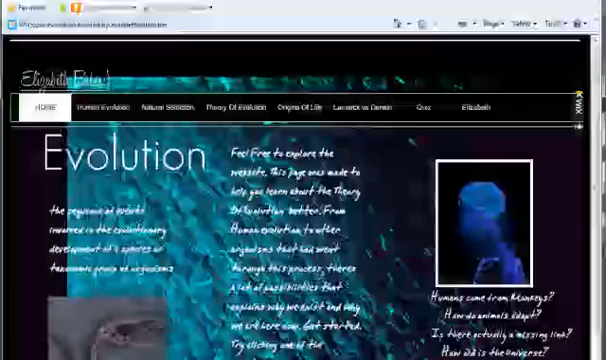 Elizabeth
HOME Human Evolution Natural Selection Theory Of Evolution Origins Of Life Lamarck vs Darwin Quiz Elizabeth
WIX
Evolution
the sequence of events
involved in the evolutionary
development of a species or
taxonomic group of organisms
Feel Free to explore the
website. This page was made to
help you learn about the Theory
Of Evolution better. From
Human evolution to other
organisms that had went
through this process, theres
a lot of possibilities that
explains why we exist and why
we are here now. Get started.
Try clicking one of the
Humans came from Monkeys?
How do animals adapt?
Is there actually a missing link?
How old is the Universe?